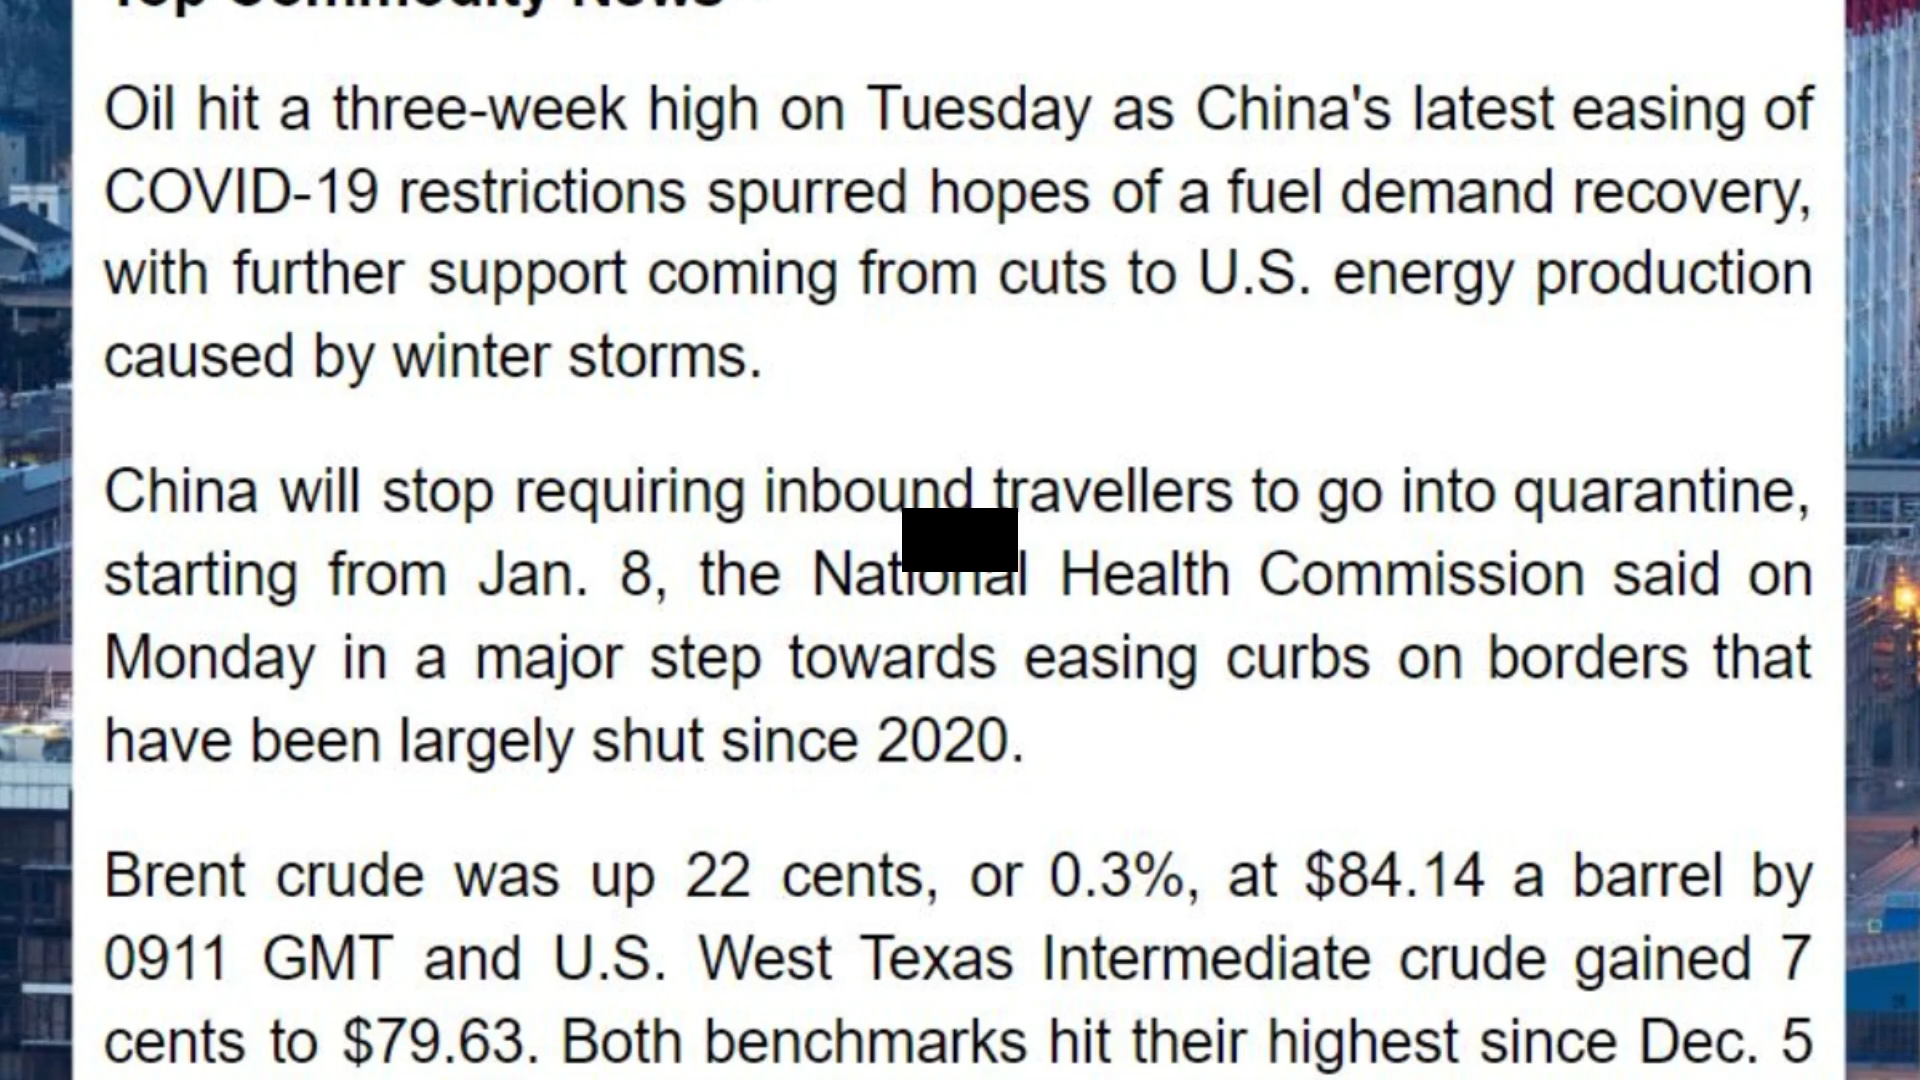 Top Commodity News
Oil hit a three-week high on Tuesday as China's latest easing of
COVID-19 restrictions spurred hopes of a fuel demand recovery,
with further support coming from cuts to U.S. energy production
caused by winter storms.
China will stop requiring inbound travellers to go into quarantine,
starting from Jan. 8, the National Health Commission said on
Monday in a major step towards easing curbs on borders that
have been largely shut since 2020.
Brent crude was up 22 cents, or 0.3%, at $84.14 a barrel by
0911 GMT and U.S. West Texas Intermediate crude gained 7
cents to $79.63. Both benchmarks hit their highest since Dec. 5